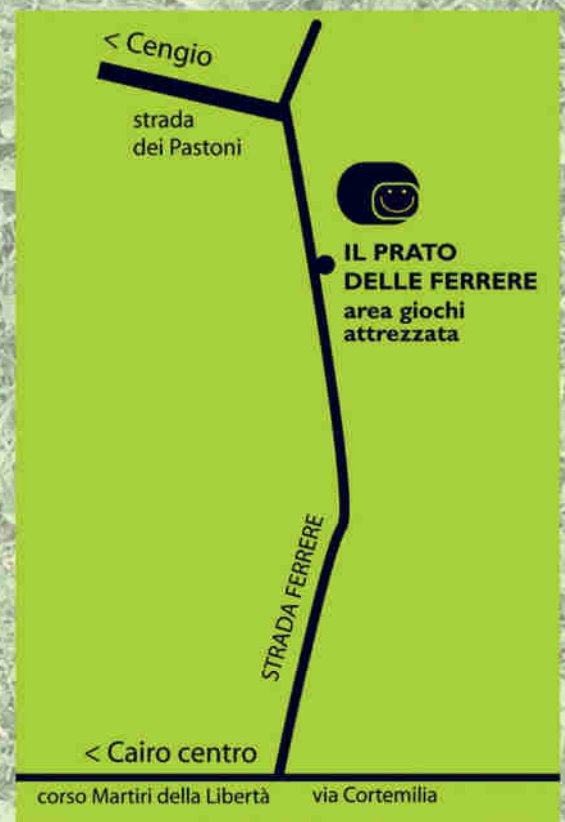 < Cengio
strada
dei Pastoni
IL PRATO
DELLE FERRERE
area giochi
attrezzata
STRADA FERRERE
< Cairo centro
corso Martiri della Libertà
via Cortemilia